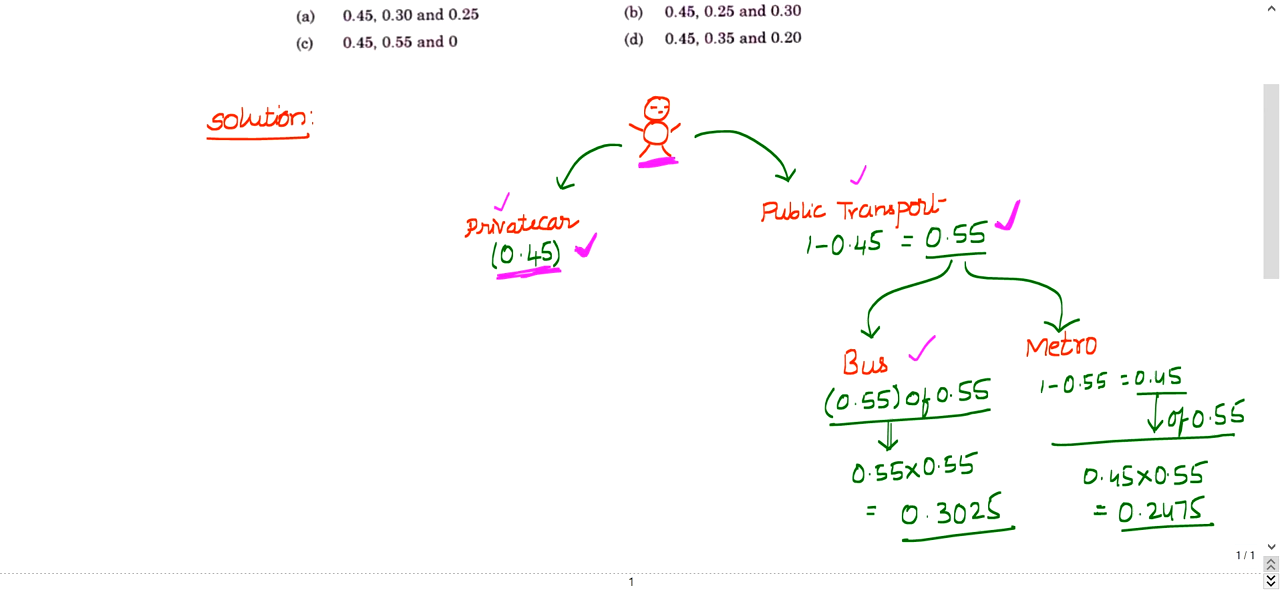 (a) 0.45, 0.30 and 0.25 (b) 0.45, 0.25 and 0.30
(c) 0.45, 0.55 and 0 (d) 0.45, 0.35 and 0.20
Solution:
Privatecar
(0.45)
Public Transport
1-0.45 = 0.55
Bus
(0.55) of 0.55
0.55×0.55
= 0.3025
Metro
1-0.55 = 0.45
of 0.55
0.45×0.55
= 0.2475
1 / 1
1